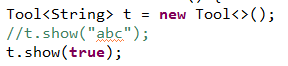 Tool<String> t = new Tool<>();
//t.show("abc");
t.show(true);